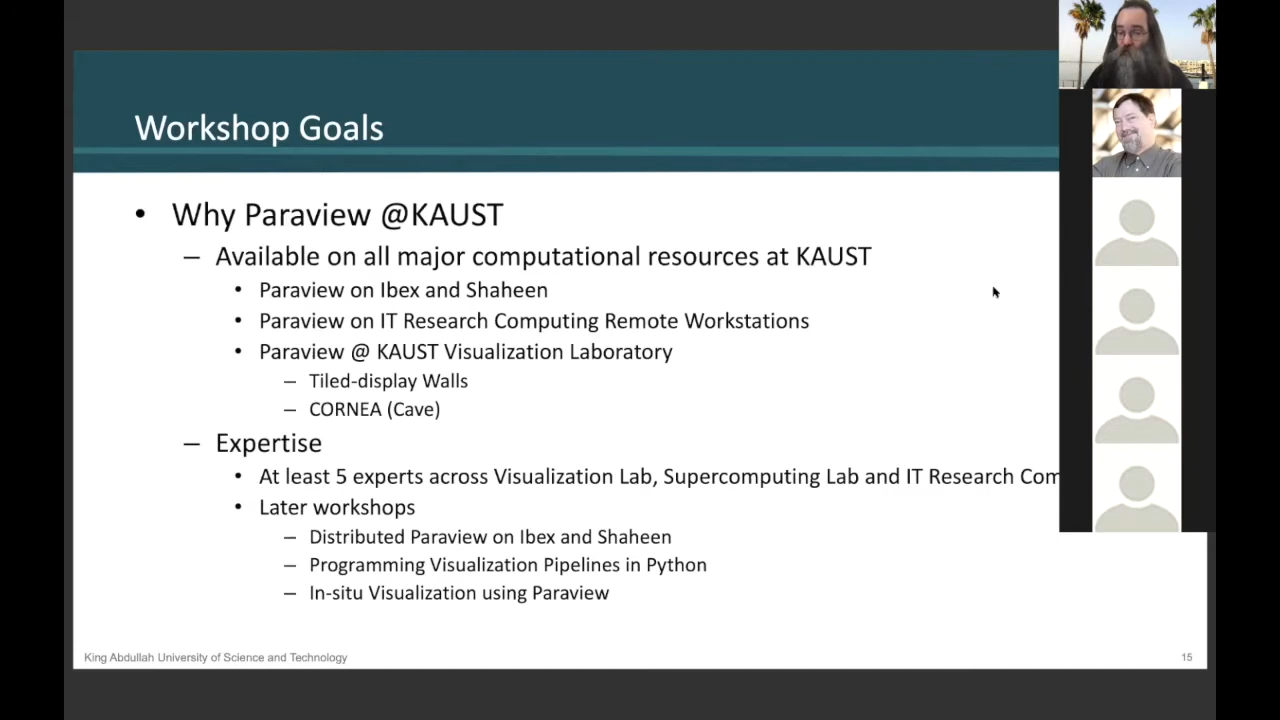 Workshop Goals
• Why Paraview @KAUST
– Available on all major computational resources at KAUST
• Paraview on Ibex and Shaheen
• Paraview on IT Research Computing Remote Workstations
• Paraview @ KAUST Visualization Laboratory
– Tiled-display Walls
– CORNEA (Cave)
– Expertise
• At least 5 experts across Visualization Lab, Supercomputing Lab and IT Research Com
• Later workshops
– Distributed Paraview on Ibex and Shaheen
– Programming Visualization Pipelines in Python
– In-situ Visualization using Paraview
King Abdullah University of Science and Technology
15